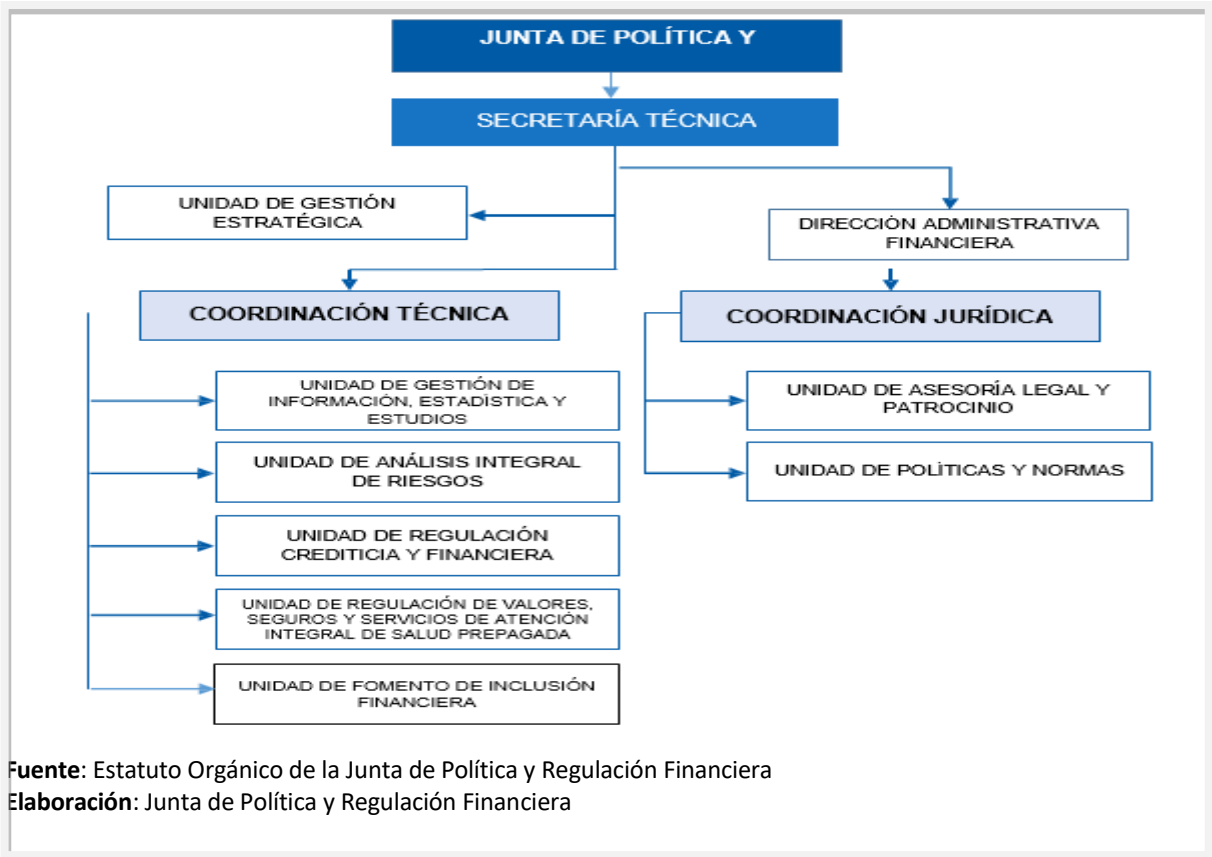 JUNTA DE POLÍTICA Y
SECRETARÍA TÉCNICA
UNIDAD DE GESTIÓN
ESTRATÉGICA
DIRECCIÓN ADMINISTRATIVA
FINANCIERA
COORDINACIÓN TÉCNICA
COORDINACIÓN JURÍDICA
UNIDAD DE GESTIÓN DE
INFORMACIÓN, ESTADÍSTICA Y
ESTUDIOS
UNIDAD DE ANÁLISIS INTEGRAL
DE RIESGOS
UNIDAD DE REGULACIÓN
CREDITICIA Y FINANCIERA
UNIDAD DE REGULACIÓN DE VALORES,
SEGUROS Y SERVICIOS DE ATENCIÓN
INTEGRAL DE SALUD PREPAGADA
UNIDAD DE FOMENTO DE INCLUSIÓN
FINANCIERA
UNIDAD DE ASESORÍA LEGAL Y
PATROCINIO
UNIDAD DE POLÍTICAS Y NORMAS
Fuente: Estatuto Orgánico de la Junta de Política y Regulación Financiera
Elaboración: Junta de Política y Regulación Financiera